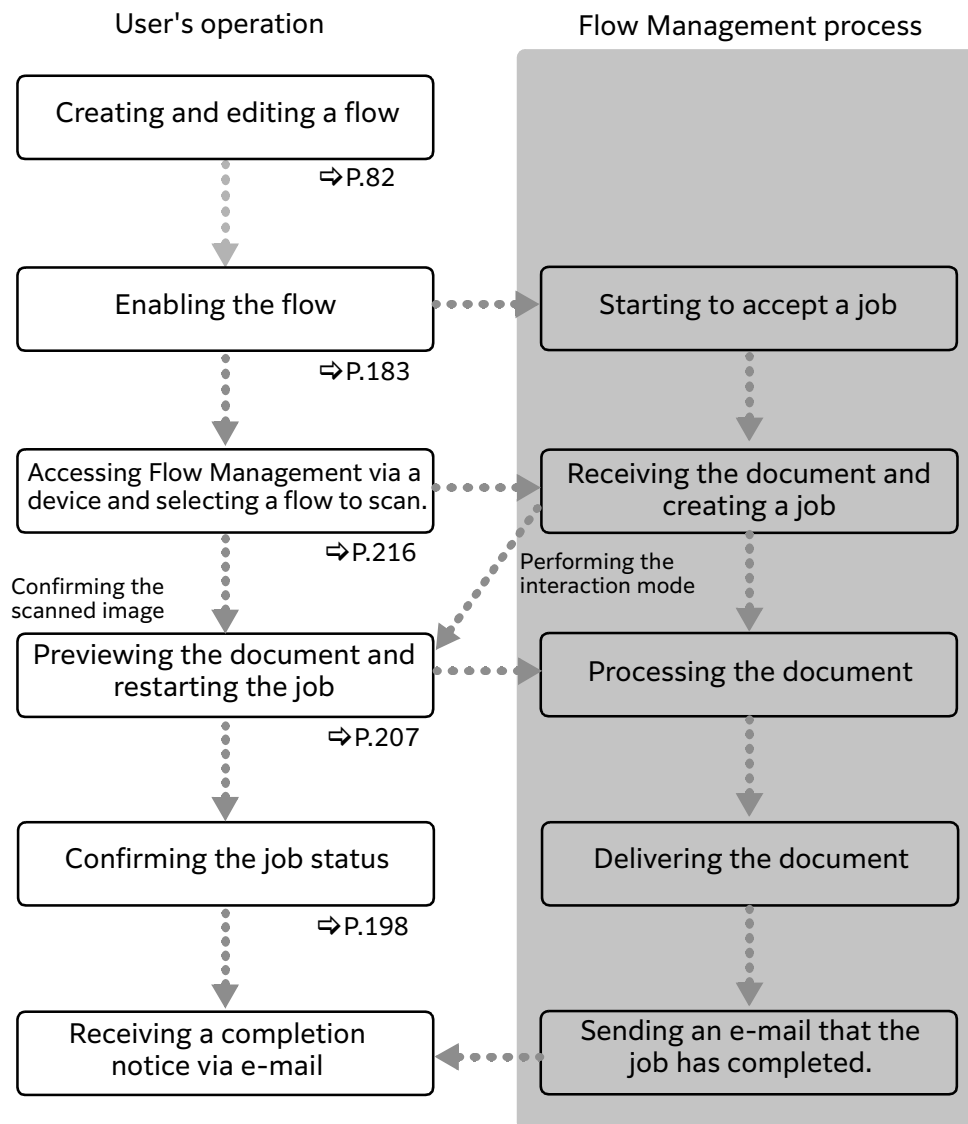 User's operation
Flow Management process
Creating and editing a flow
⇨P.82
Enabling the flow
Starting to accept a job
⇨P.183
Accessing Flow Management via a
device and selecting a flow to scan.
Receiving the document and
creating a job
⇨P.216
Performing the
interaction mode
Confirming the
scanned image
Previewing the document and
restarting the job
Processing the document
⇨P.207
Confirming the job status
Delivering the document
⇨P.198
Receiving a completion
notice via e-mail
Sending an e-mail that the
job has completed.